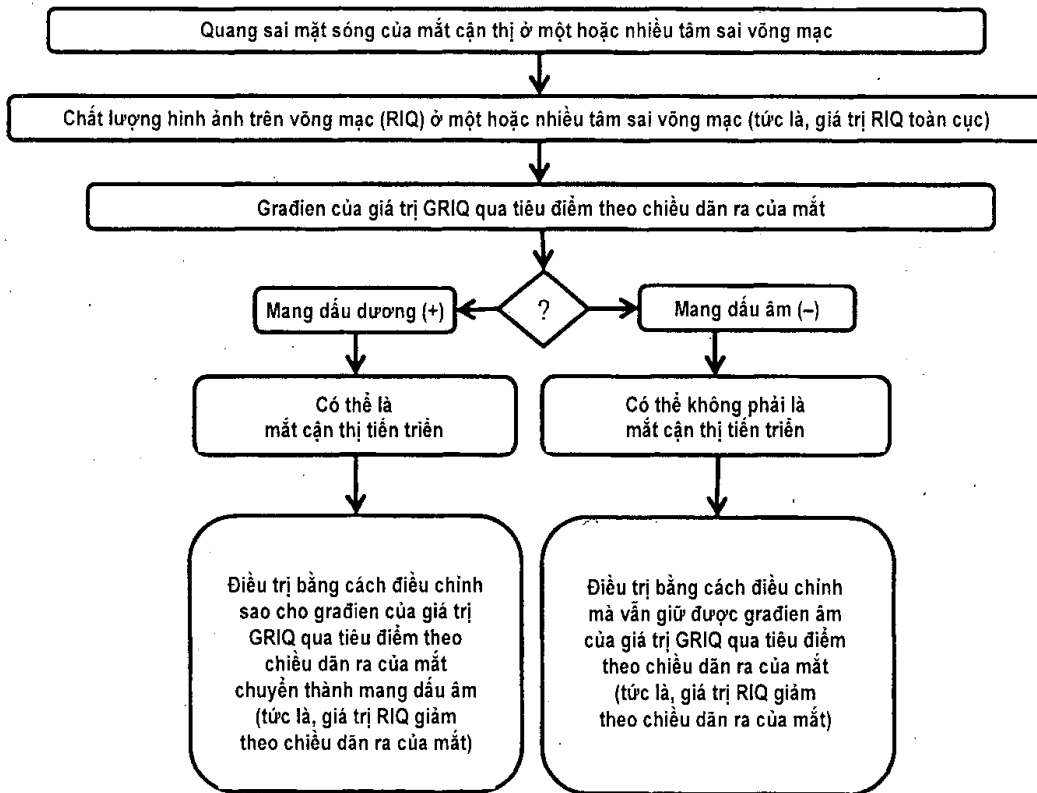 Quang sai mặt sóng của mắt cận thị ở một hoặc nhiều tâm sai võng mạc
Chất lượng hình ảnh trên võng mạc (RIQ) ở một hoặc nhiều tâm sai võng mạc (tức là, giá trị RIQ toàn cục)
Građien của giá trị GRIQ qua tiêu điểm theo chiều dãn ra của mắt
Mang dấu dương (+)
?
Mang dấu âm (–)
Có thể là
mắt cận thị tiến triển
Có thể không phải là
mắt cận thị tiến triển
Điều trị bằng cách điều chỉnh
sao cho građien của giá trị
GRIQ qua tiêu điểm theo
chiều dãn ra của mắt
chuyển thành mang dấu âm
(tức là, giá trị RIQ giảm
theo chiều dãn ra của mắt)
Điều trị bằng cách điều chỉnh
mà vẫn giữ được građien âm
của giá trị GRIQ qua tiêu điểm
theo chiều dãn ra của mắt
(tức là, giá trị RIQ giảm
theo chiều dãn ra của mắt)